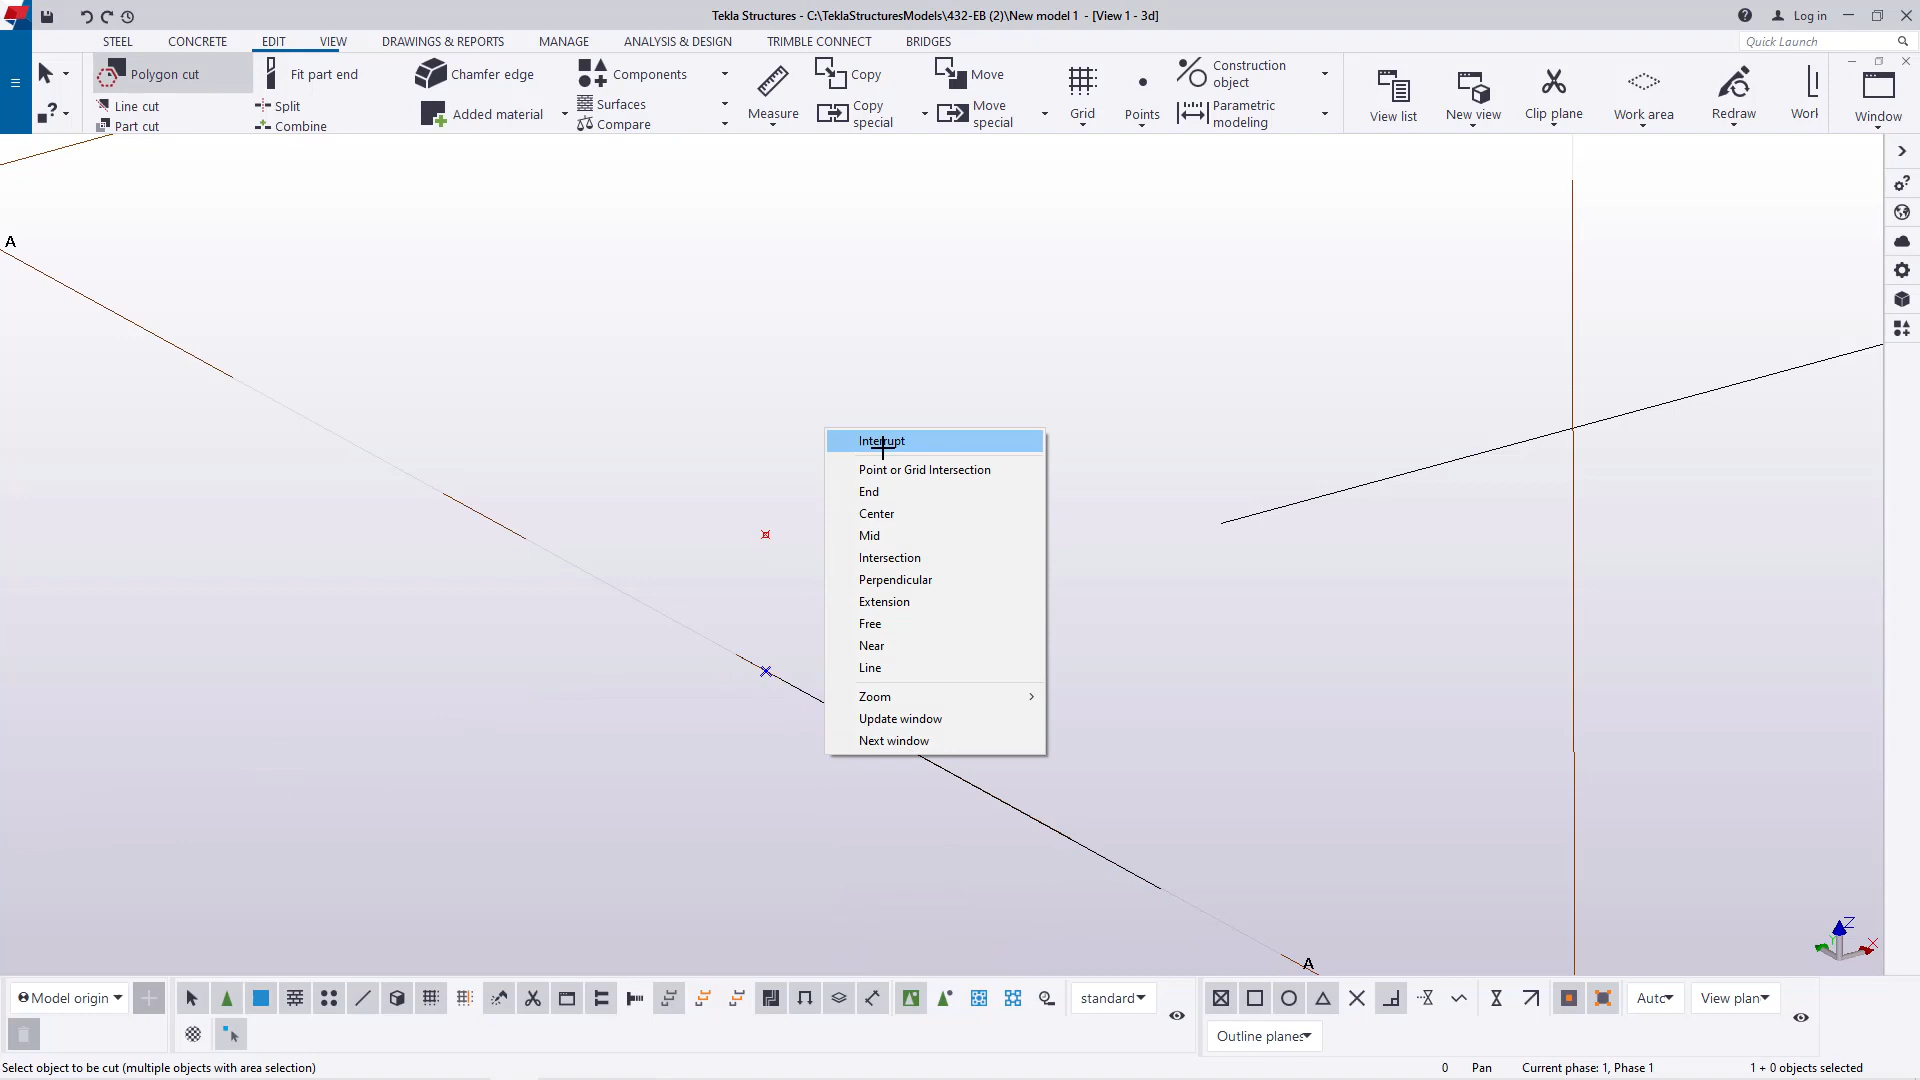 Tekla Structures - C:\TeklaStructuresModels\432-EB (2)\New model 1 - [View 1 - 3d]
Log in
STEEL CONCRETE EDIT VIEW DRAWINGS & REPORTS MANAGE ANALYSIS & DESIGN TRIMBLE CONNECT BRIDGES
Quick Launch
Polygon cut
Line cut
Part cut
Fit part end
Split
Combine
Chamfer edge
Added material
Components
Surfaces
Compare
Measure
Copy
Copy special
Move
Move special
Grid
Points
Construction object
Parametric modeling
View list
New view
Clip plane
Work area
Redraw
Worl
Window
A
Interrupt
Point or Grid Intersection
End
Center
Mid
Intersection
Perpendicular
Extension
Free
Near
Line
Zoom
Update window
Next window
A
Z
X
Model origin
standard
Auto
View plan
Outline planes
Select object to be cut (multiple objects with area selection)
0 Pan Current phase: 1, Phase 1 1 + 0 objects selected